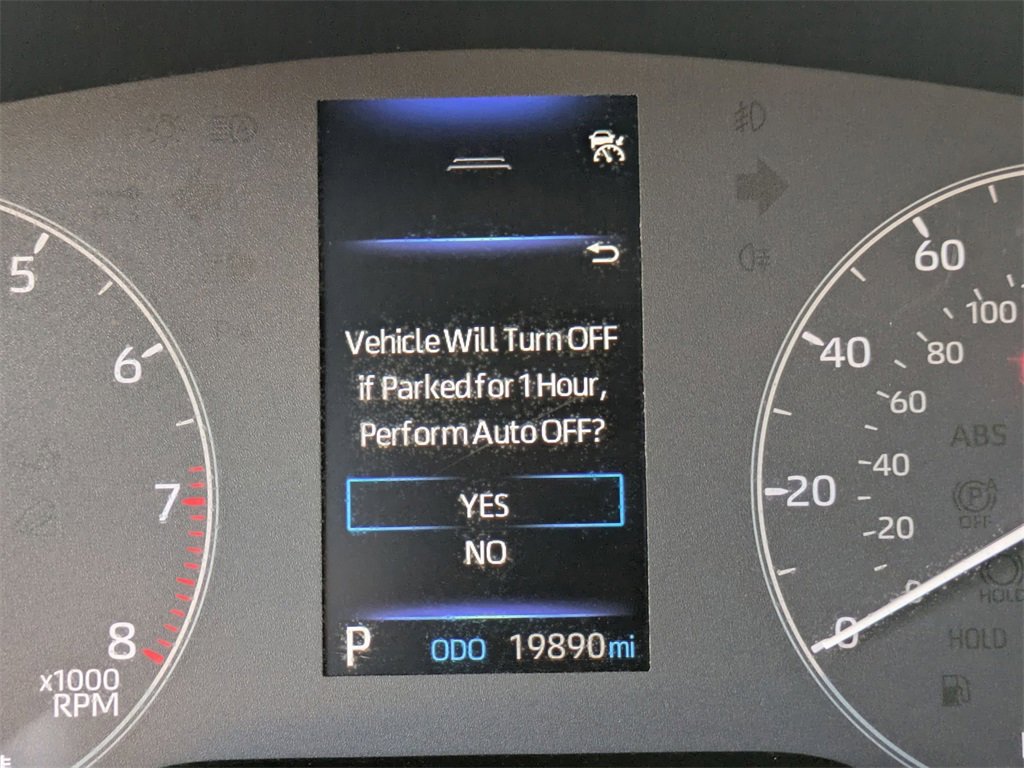 5
6
7
8
x1000
RPM
Vehicle Will Turn OFF
if Parked for 1 Hour,
Perform Auto OFF?
YES
NO
P
ODO 19890 mi
60
40
20
0
100
80
60
40
20
0
ABS
P A
OFF
HOLD
HOLD